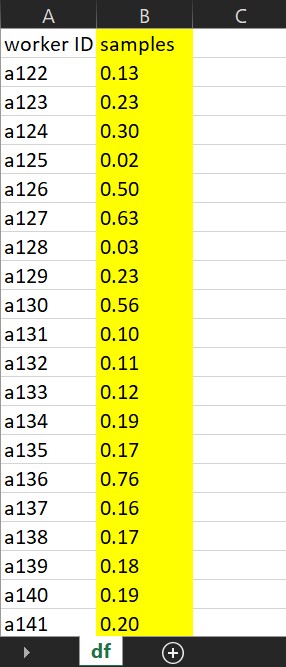 A B C
worker ID samples
a122 0.13
a123 0.23
a124 0.30
a125 0.02
a126 0.50
a127 0.63
a128 0.03
a129 0.23
a130 0.56
a131 0.10
a132 0.11
a133 0.12
a134 0.19
a135 0.17
a136 0.76
a137 0.16
a138 0.17
a139 0.18
a140 0.19
a141 0.20
df